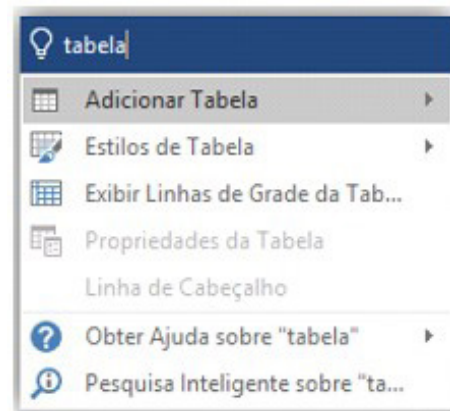 tabela
Adicionar Tabela
Estilos de Tabela
Exibir Linhas de Grade da Tab...
Propriedades da Tabela
Linha de Cabeçalho
Obter Ajuda sobre "tabela"
Pesquisa Inteligente sobre "ta...